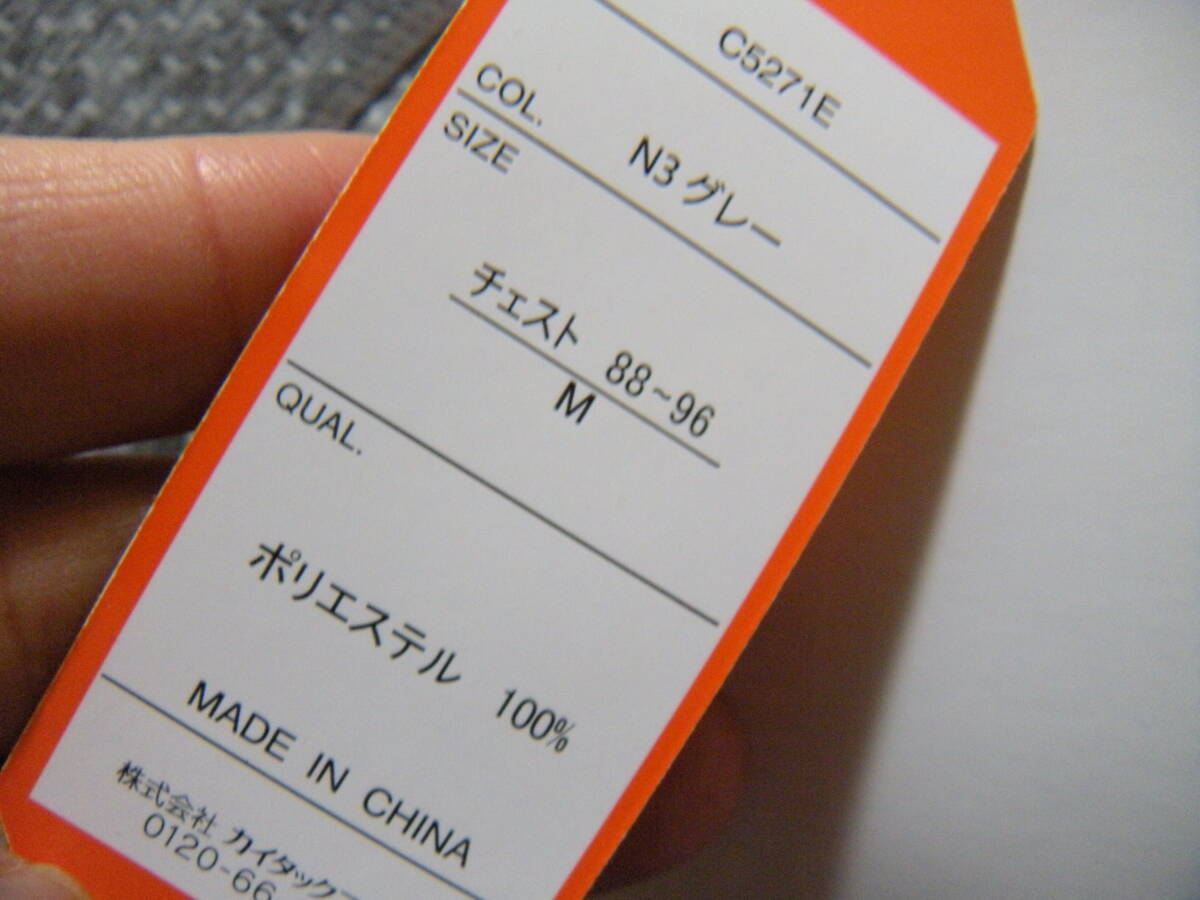 C5271E
COL.
N3 グレー
SIZE
チェスト 88~96
M
QUAL.
ポリエステル 100%
MADE IN CHINA
株式会社 カイタック
0120-66